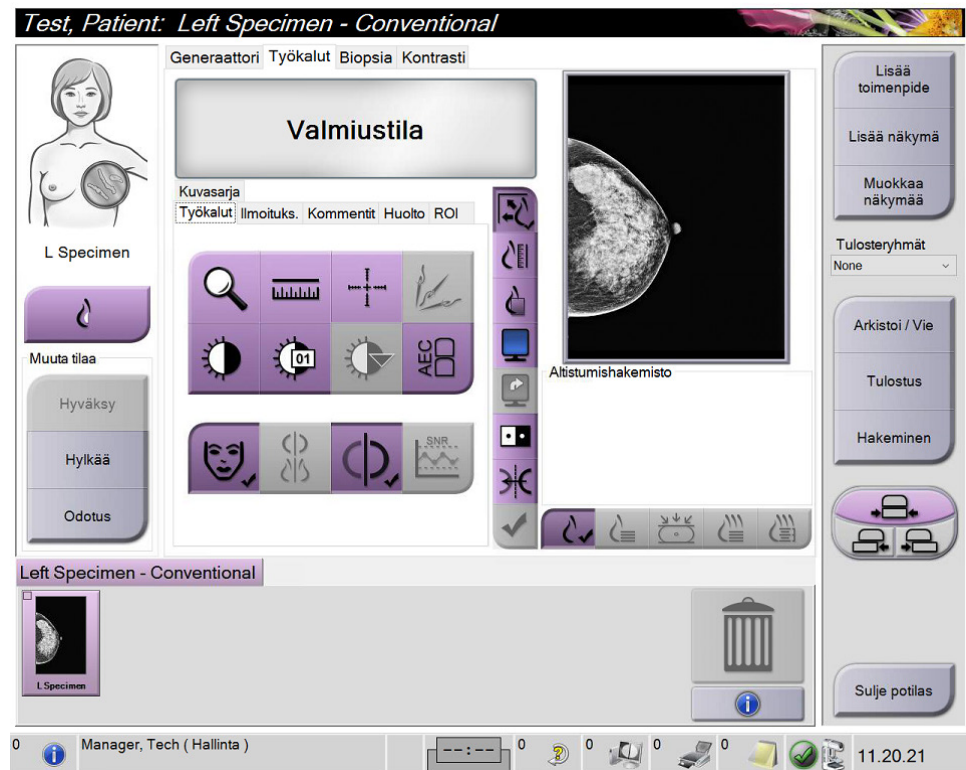 Test, Patient: Left Specimen - Conventional
Generaattori Työkalut Biopsia Kontrasti
Valmiustila
Kuvasarja
Työkalut Ilmoituks. Kommentit Huolto ROI
01
AEC
SNR
L Specimen
Muuta tilaa
Hyväksy
Hylkää
Odotus
Altistumishakemisto
Lisää
toimenpide
Lisää näkymä
Muokkaa
näkymää
Tulosteryhmät
None
Arkistoi / Vie
Tulostus
Hakeminen
Sulje potilas
Left Specimen - Conventional
L Specimen
0 Manager, Tech ( Hallinta ) --:-- 0 0 0 0 11.20.21